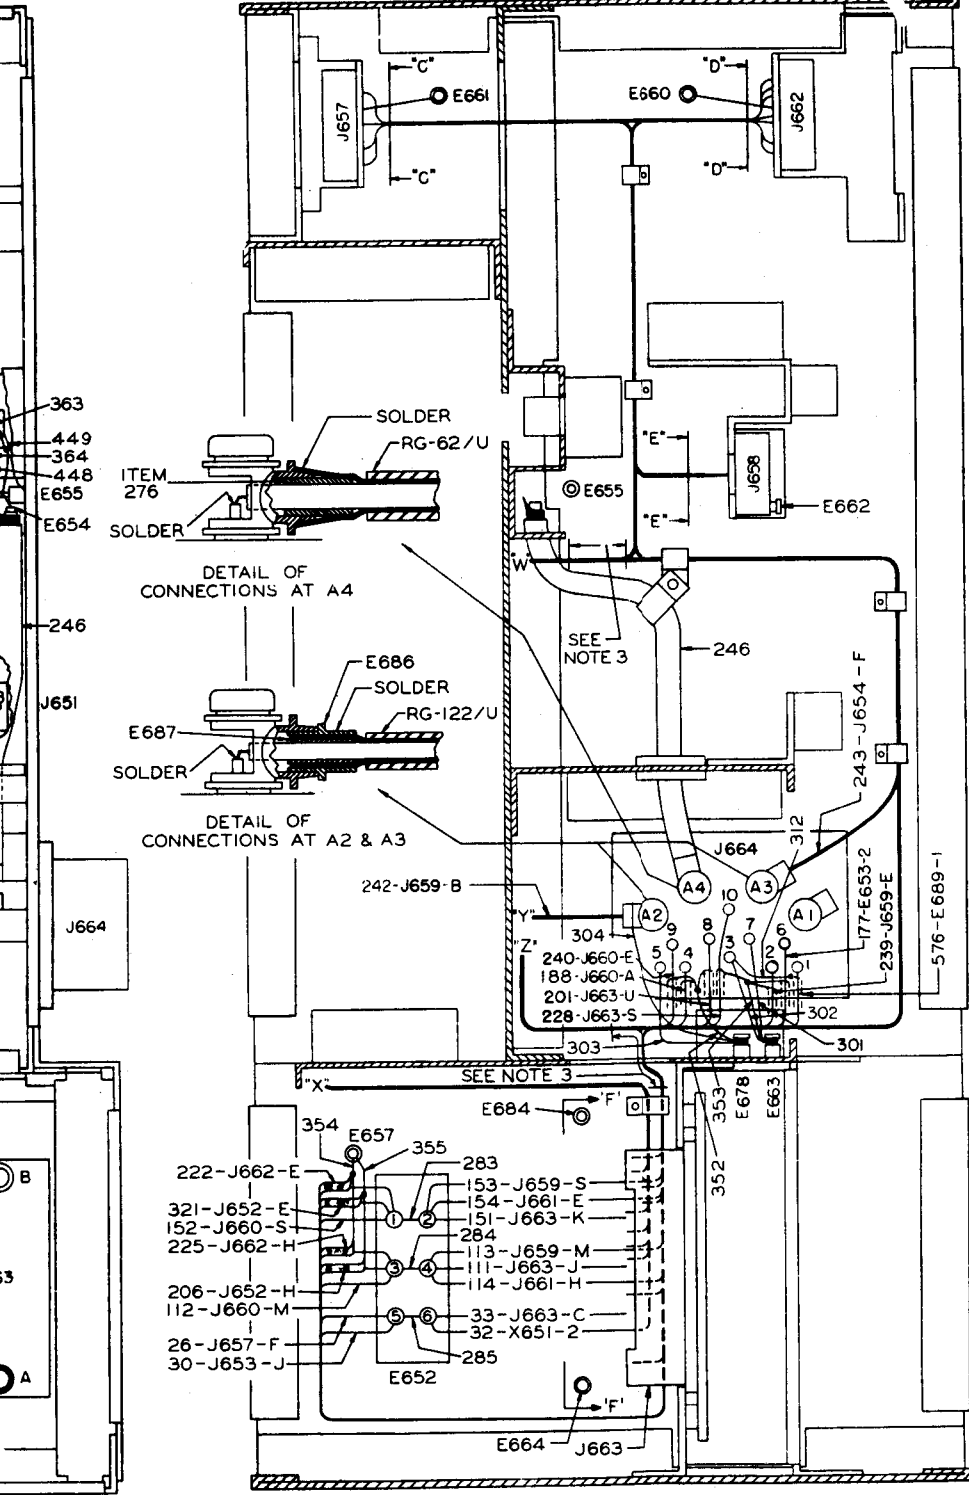 "C"
"D"
E661
E660
J657
J662
"C"
"D"
363
449
364
448
E655
E654
SOLDER
RG-62/U
ITEM
276
SOLDER
"E"
J658
E655
E662
"E"
DETAIL OF
CONNECTIONS AT A4
"W"
246
SEE
NOTE 3
246
J651
E686
SOLDER
RG-122/U
E687
SOLDER
243-J654-F
DETAIL OF
CONNECTIONS AT A2 & A3
J664
312
242-J659-B
A4
A3
A2
A1
10
"Y"
J664
177-E653-2
239-J659-E
576-E689-1
304
9
8
7
6
"Z"
240-J660-E
5
4
3
2
1
188-J660-A
201-J663-U
228-J663-S
302
303
301
SEE NOTE 3
"X"
'F'
E684
353
E678
E663
352
354
E657
355
B
222-J662-E
283
153-J659-S
321-J652-E
154-J661-E
152-J660-S
1
2
151-J663-K
225-J662-H
284
113-J659-M
3
4
111-J663-J
206-J652-H
114-J661-H
112-J660-M
5
6
33-J663-C
32-X651-2
26-J657-F
30-J653-J
285
E652
A
'F'
E664
J663